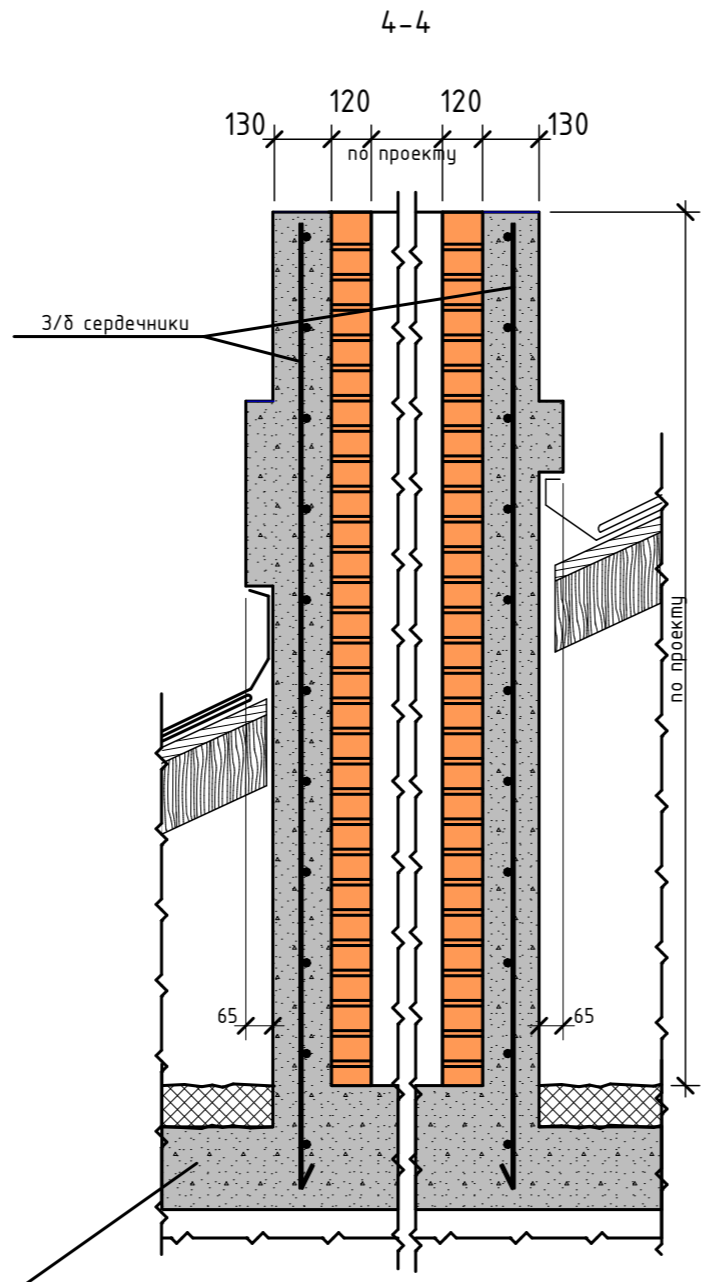 4-4
120 120
130 130
по проекту
З/б сердечники
по проекту
65 65